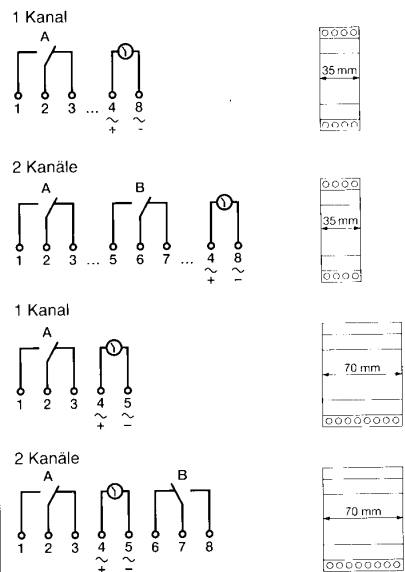 1 Kanal
A
35 mm
1 2 3 ... 4 8
~ ~
+ -
2 Kanäle
A B
35 mm
1 2 3 ... 5 6 7 ... 4 8
~ ~
+ -
1 Kanal
A
70 mm
1 2 3 4 5
~ ~
+ -
2 Kanäle
A B
70 mm
1 2 3 4 5 6 7 8
~ ~
+ -